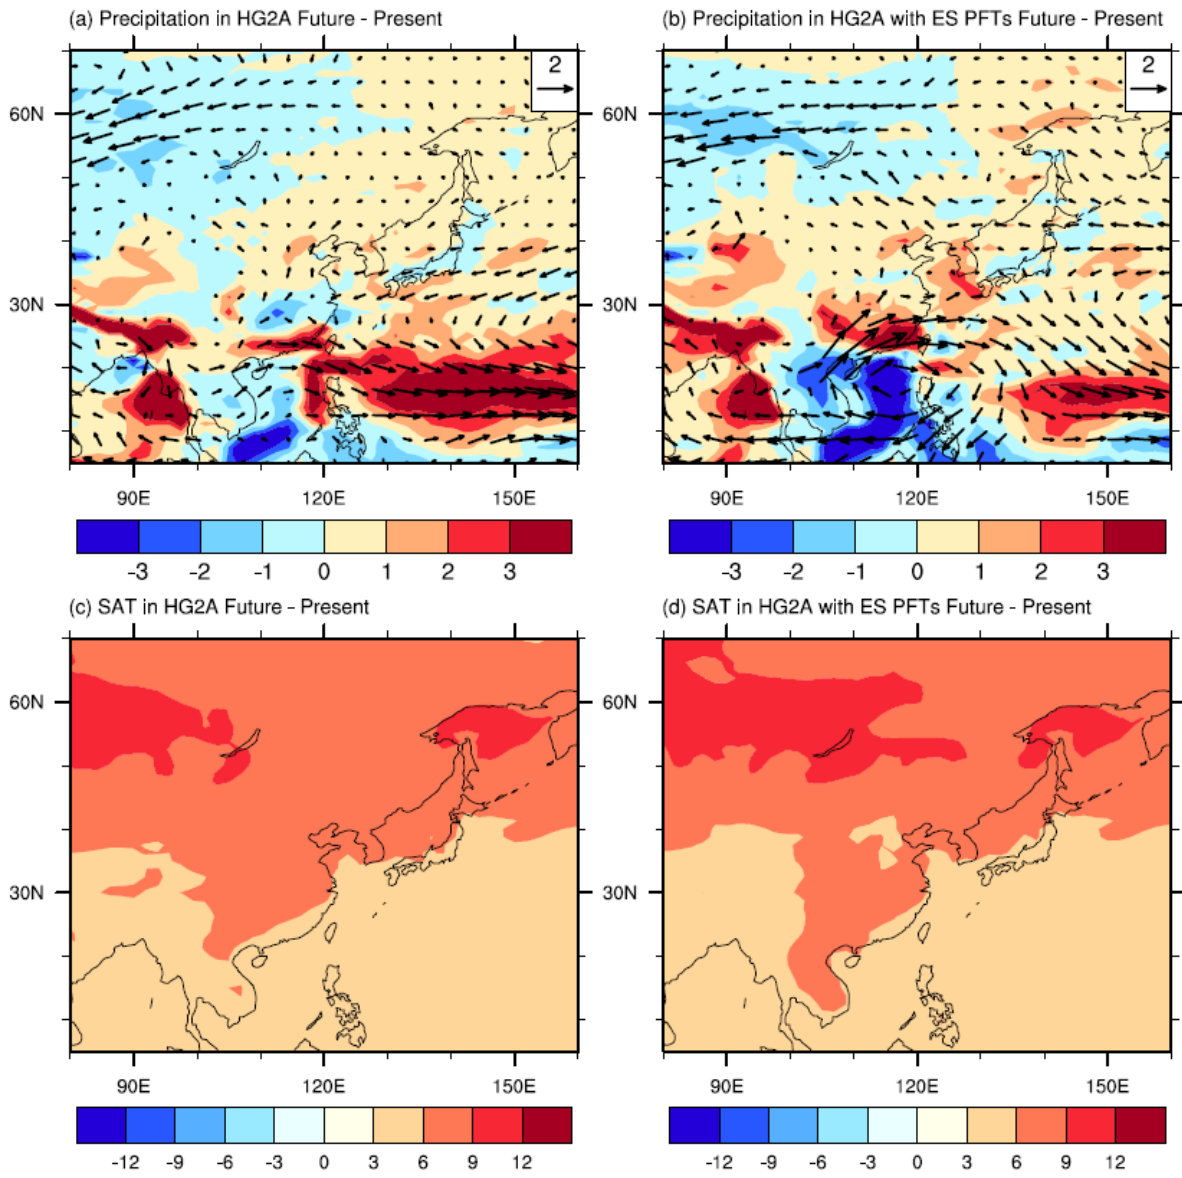 (a) Precipitation in HG2A Future - Present
(b) Precipitation in HG2A with ES PFTs Future - Present
2
2
60N
60N
30N
30N
90E 120E 150E
90E 120E 150E
-3 -2 -1 0 1 2 3
-3 -2 -1 0 1 2 3
(c) SAT in HG2A Future - Present
(d) SAT in HG2A with ES PFTs Future - Present
60N
60N
30N
30N
90E 120E 150E
90E 120E 150E
-12 -9 -6 -3 0 3 6 9 12
-12 -9 -6 -3 0 3 6 9 12